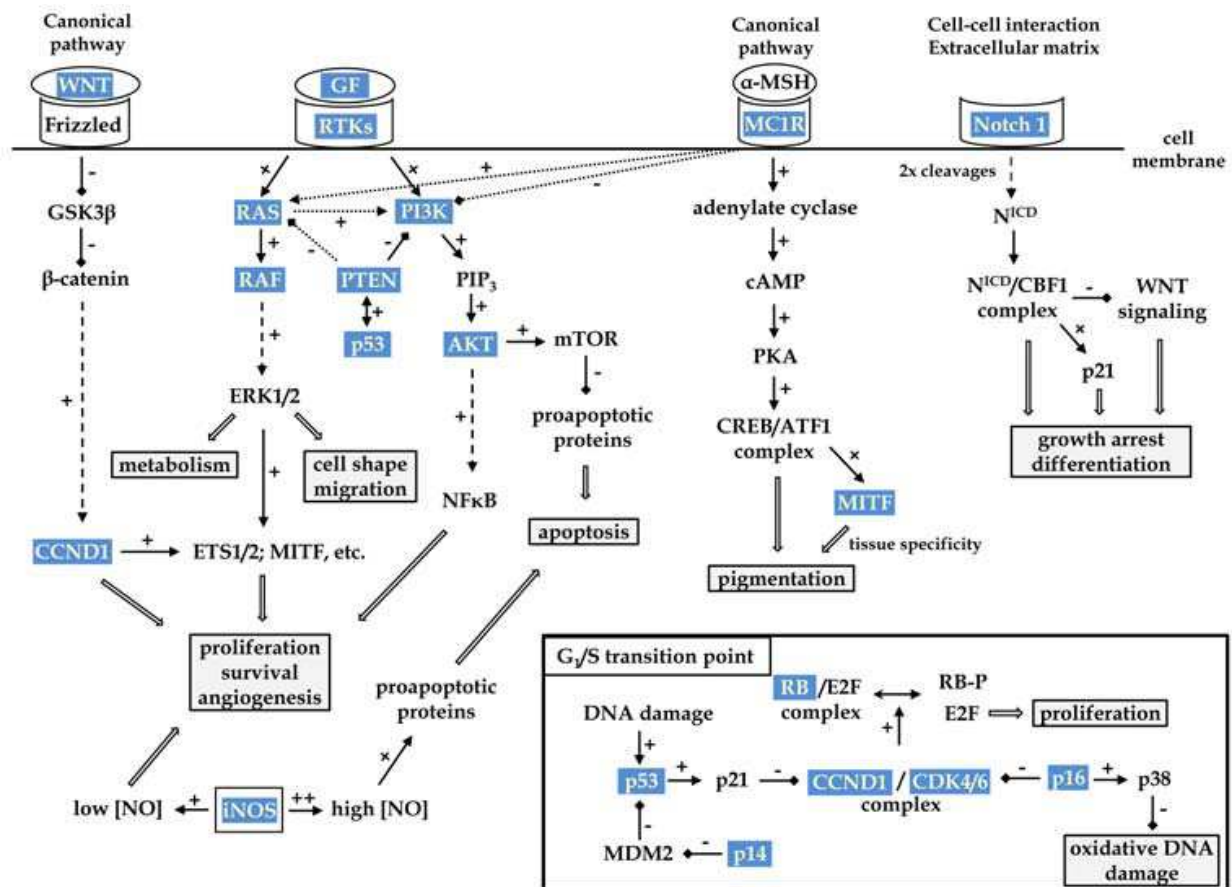 Canonical
pathway
WNT
Frizzled
-
GSK3β
-
β-catenin
+
CCND1
+
GF
RTKs
+
+
RAS
+
PI3K
+
-
-
+
RAF
PTEN
PIP₃
+
+
+
p53
AKT
+
mTOR
ERK1/2
+
-
metabolism
cell shape
migration
+
proapoptotic
proteins
NFκB
apoptosis
ETS1/2; MITF, etc.
proliferation
survival
angiogenesis
proapoptotic
proteins
+
low [NO]
+
iNOS
++
high [NO]
Canonical
pathway
α-MSH
MC1R
+
-
+
adenylate cyclase
+
cAMP
+
PKA
+
CREB/ATF1
complex
+
MITF
tissue specificity
pigmentation
Cell-cell interaction
Extracellular matrix
Notch 1
cell
membrane
2x cleavages
Nᴵᶜᴰ
Nᴵᶜᴰ/CBF1
complex
-
WNT
signaling
+
p21
growth arrest
differentiation
G₁/S transition point
RB /E2F
complex
RB-P
E2F
proliferation
DNA damage
+
+
p53
+
p21
-
CCND1 / CDK4/6
complex
-
p16
+
p38
-
-
MDM2
-
p14
oxidative DNA
damage